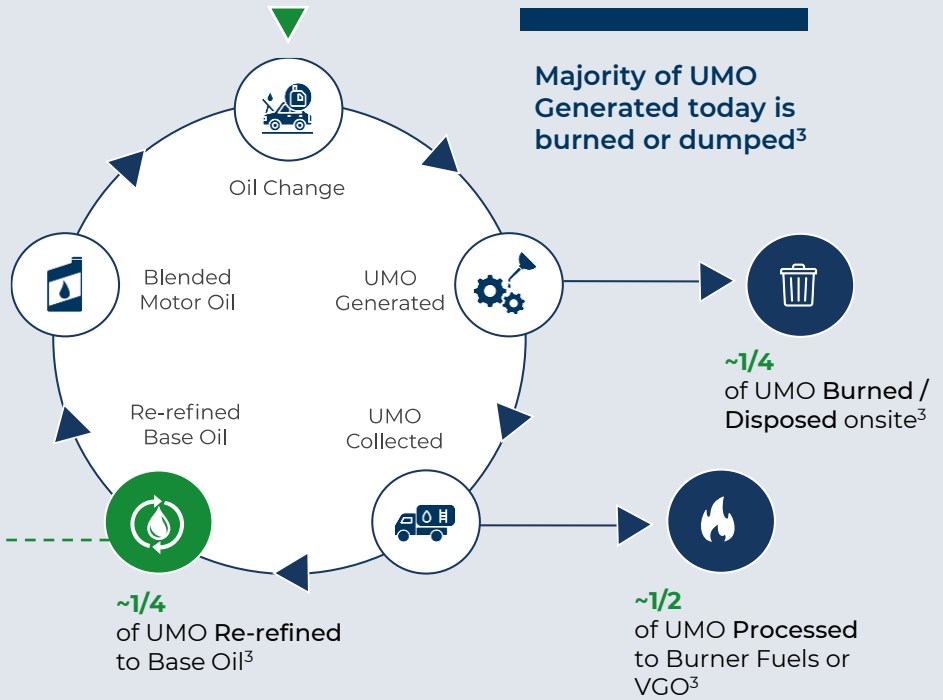 Majority of UMO
Generated today is
burned or dumped³
Oil Change
Blended
Motor Oil
UMO
Generated
~1/4
of UMO Burned /
Disposed onsite³
Re-refined
Base Oil
UMO
Collected
~1/4
of UMO Re-refined
to Base Oil³
~1/2
of UMO Processed
to Burner Fuels or
VGO³